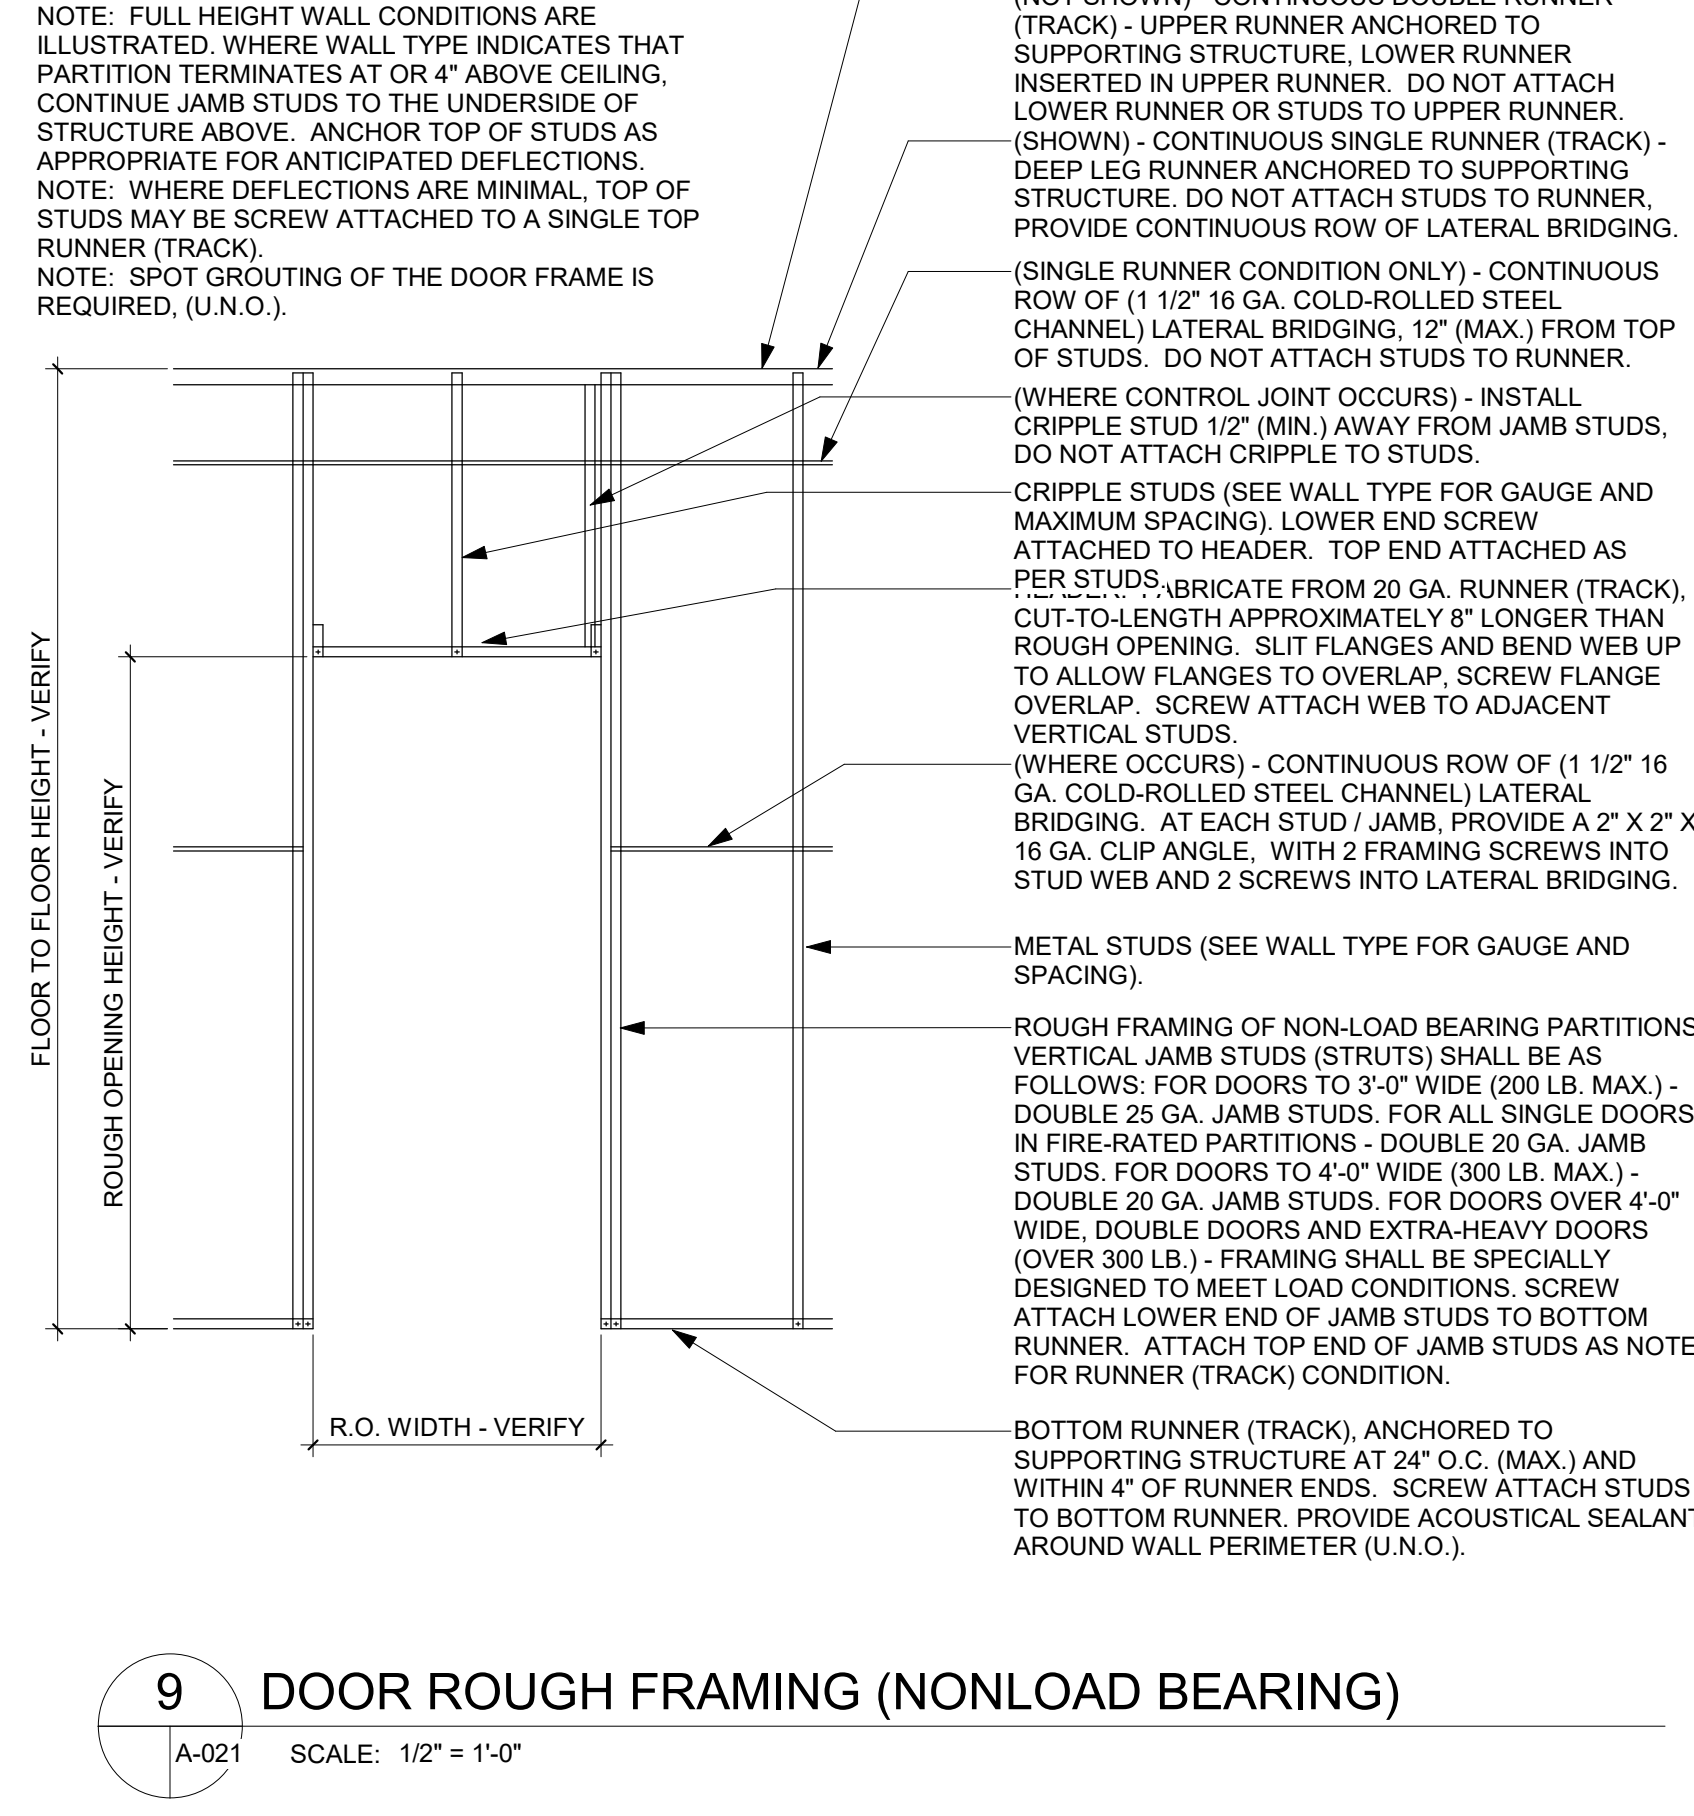 NOTE:  FULL HEIGHT WALL CONDITIONS ARE
ILLUSTRATED. WHERE WALL TYPE INDICATES THAT
PARTITION TERMINATES AT OR 4" ABOVE CEILING,
CONTINUE JAMB STUDS TO THE UNDERSIDE OF
STRUCTURE ABOVE.  ANCHOR TOP OF STUDS AS
APPROPRIATE FOR ANTICIPATED DEFLECTIONS.
NOTE:  WHERE DEFLECTIONS ARE MINIMAL, TOP OF
STUDS MAY BE SCREW ATTACHED TO A SINGLE TOP
RUNNER (TRACK).
NOTE:  SPOT GROUTING OF THE DOOR FRAME IS
REQUIRED, (U.N.O.).
(NOT SHOWN) - CONTINUOUS DOUBLE RUNNER
(TRACK) - UPPER RUNNER ANCHORED TO
SUPPORTING STRUCTURE, LOWER RUNNER
INSERTED IN UPPER RUNNER.  DO NOT ATTACH
LOWER RUNNER OR STUDS TO UPPER RUNNER.
(SHOWN) - CONTINUOUS SINGLE RUNNER (TRACK) -
DEEP LEG RUNNER ANCHORED TO SUPPORTING
STRUCTURE. DO NOT ATTACH STUDS TO RUNNER,
PROVIDE CONTINUOUS ROW OF LATERAL BRIDGING.
(SINGLE RUNNER CONDITION ONLY) - CONTINUOUS
ROW OF (1 1/2" 16 GA. COLD-ROLLED STEEL
CHANNEL) LATERAL BRIDGING, 12" (MAX.) FROM TOP
OF STUDS.  DO NOT ATTACH STUDS TO RUNNER.
(WHERE CONTROL JOINT OCCURS) - INSTALL
CRIPPLE STUD 1/2" (MIN.) AWAY FROM JAMB STUDS,
DO NOT ATTACH CRIPPLE TO STUDS.
CRIPPLE STUDS (SEE WALL TYPE FOR GAUGE AND
MAXIMUM SPACING). LOWER END SCREW
ATTACHED TO HEADER.  TOP END ATTACHED AS
PER STUDS.
FROM 20 GA. RUNNER (TRACK),
CUT-TO-LENGTH APPROXIMATELY 8" LONGER THAN
ROUGH OPENING.  SLIT FLANGES AND BEND WEB UP
TO ALLOW FLANGES TO OVERLAP, SCREW FLANGE
OVERLAP.  SCREW ATTACH WEB TO ADJACENT
VERTICAL STUDS.
(WHERE OCCURS) - CONTINUOUS ROW OF (1 1/2" 16
GA. COLD-ROLLED STEEL CHANNEL) LATERAL
BRIDGING.  AT EACH STUD / JAMB, PROVIDE A 2" X 2" X
16 GA. CLIP ANGLE,  WITH 2 FRAMING SCREWS INTO
STUD WEB AND 2 SCREWS INTO LATERAL BRIDGING.
METAL STUDS (SEE WALL TYPE FOR GAUGE AND
SPACING).
ROUGH FRAMING OF NON-LOAD BEARING PARTITIONS
VERTICAL JAMB STUDS (STRUTS) SHALL BE AS
FOLLOWS: FOR DOORS TO 3'-0" WIDE (200 LB. MAX.) -
DOUBLE 25 GA. JAMB STUDS. FOR ALL SINGLE DOORS
IN FIRE-RATED PARTITIONS - DOUBLE 20 GA. JAMB
STUDS. FOR DOORS TO 4'-0" WIDE (300 LB. MAX.) -
DOUBLE 20 GA. JAMB STUDS. FOR DOORS OVER 4'-0"
WIDE, DOUBLE DOORS AND EXTRA-HEAVY DOORS
(OVER 300 LB.) - FRAMING SHALL BE SPECIALLY
DESIGNED TO MEET LOAD CONDITIONS. SCREW
ATTACH LOWER END OF JAMB STUDS TO BOTTOM
RUNNER.  ATTACH TOP END OF JAMB STUDS AS NOTE
FOR RUNNER (TRACK) CONDITION.
BOTTOM RUNNER (TRACK), ANCHORED TO
SUPPORTING STRUCTURE AT 24" O.C. (MAX.) AND
WITHIN 4" OF RUNNER ENDS.  SCREW ATTACH STUDS
TO BOTTOM RUNNER. PROVIDE ACOUSTICAL SEALANT
AROUND WALL PERIMETER (U.N.O.).
FLOOR TO FLOOR HEIGHT - VERIFY
ROUGH OPENING HEIGHT - VERIFY
R.O. WIDTH - VERIFY
9
DOOR ROUGH FRAMING (NONLOAD BEARING)
A-021
SCALE:  1/2" = 1'-0"